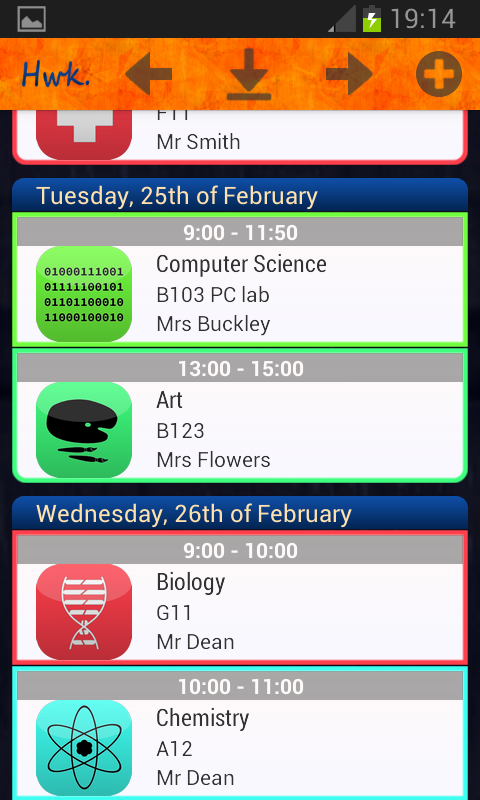 19:14
Hwk.
F11
Mr Smith
Tuesday, 25th of February
9:00 - 11:50
01000111001
01111100101
01101100010
11000100010
Computer Science
B103 PC lab
Mrs Buckley
13:00 - 15:00
Art
B123
Mrs Flowers
Wednesday, 26th of February
9:00 - 10:00
Biology
G11
Mr Dean
10:00 - 11:00
Chemistry
A12
Mr Dean